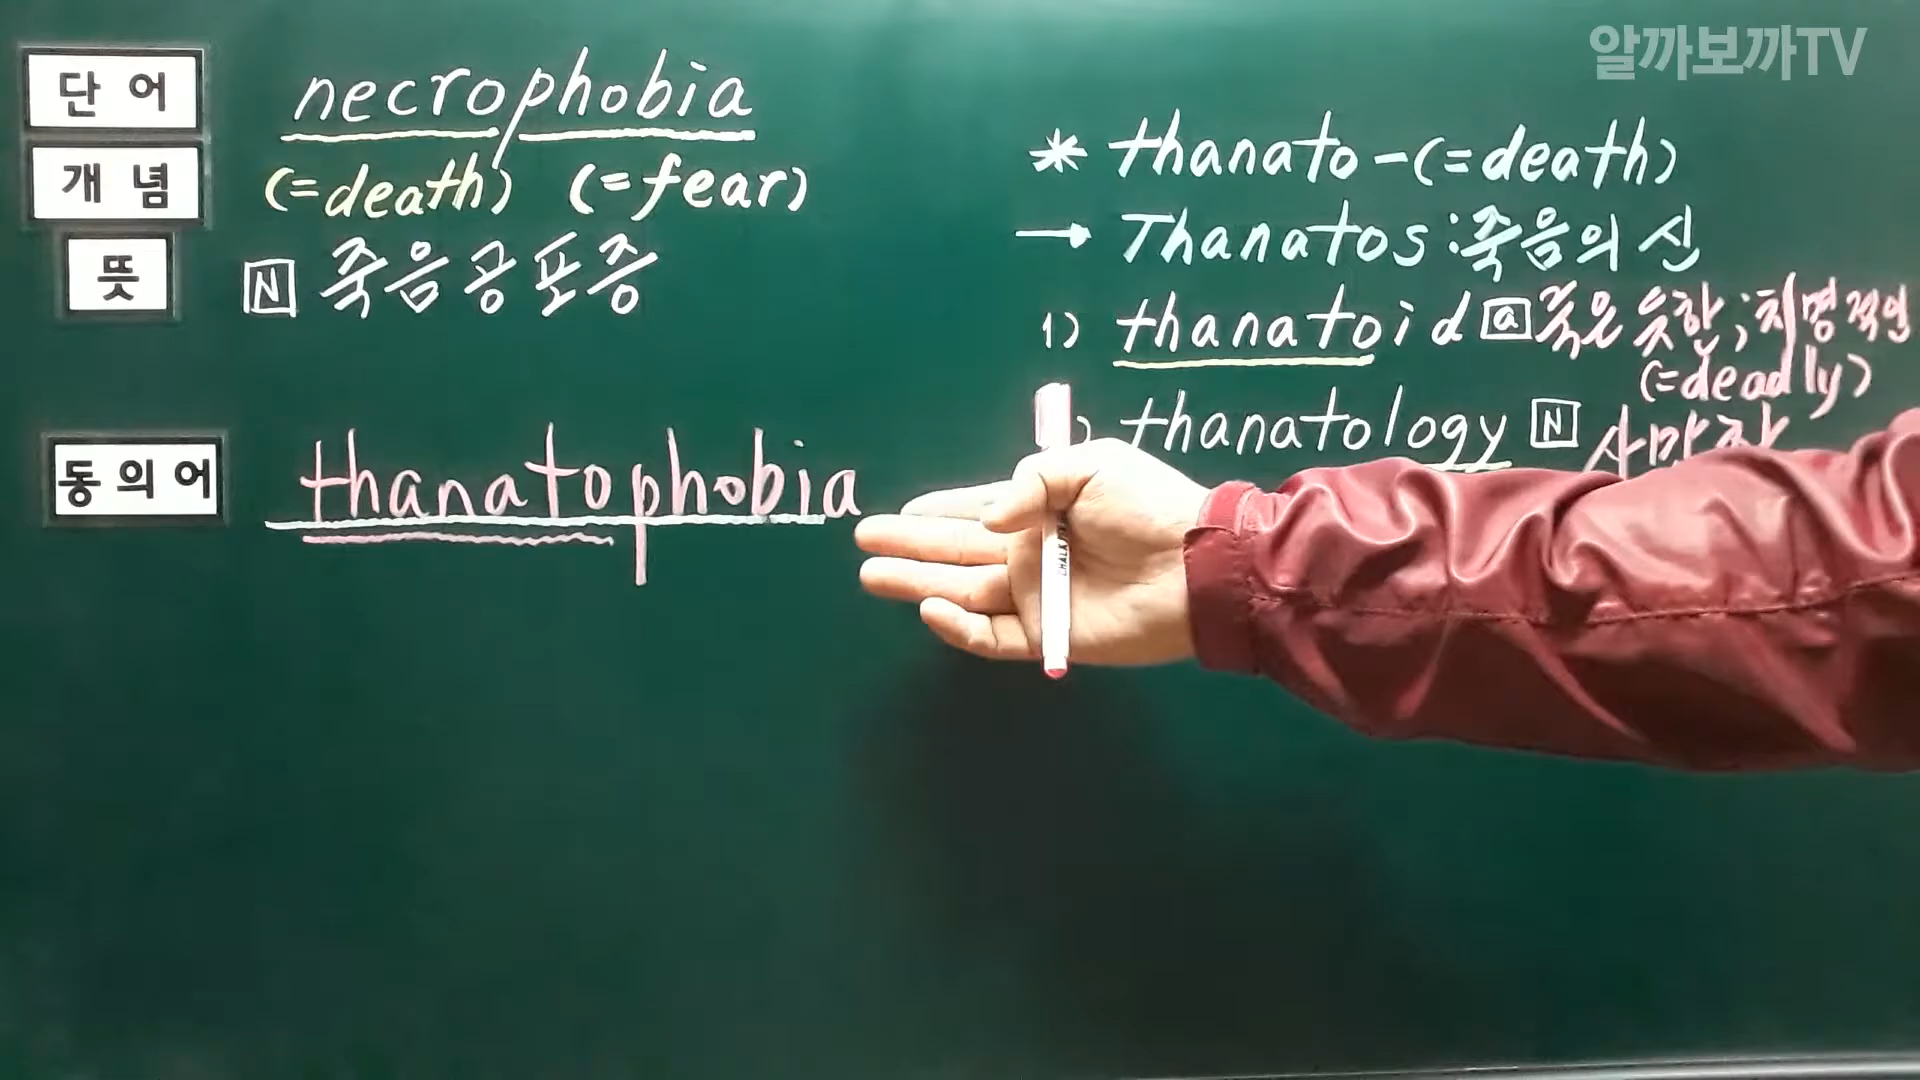 알까보까TV
단어 necrophobia
개념 (=death) (=fear)
뜻 N 죽음공포증
동의어 thanatophobia
* thanato-(=death)
→ Thanatos:죽음의 신
1) thanatoid a 죽은 듯한;치명적인
(=deadly)
) thanatology N
CHALK